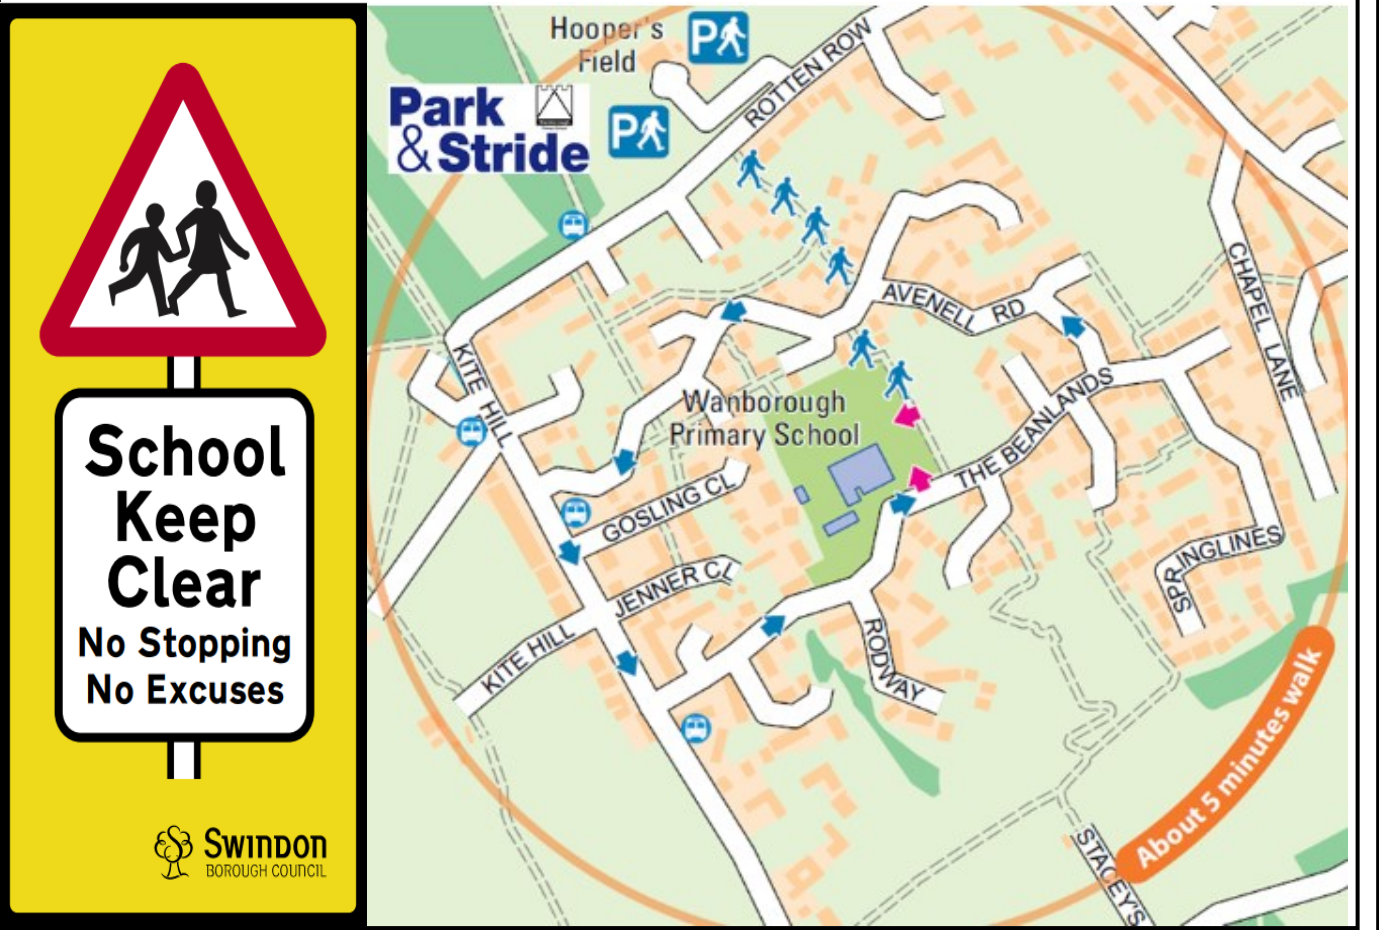 School
Keep
Clear
No Stopping
No Excuses
SWINDON
BOROUGH COUNCIL
Hooper's
Field
P
Park
& Stride
P
ROTTEN ROW
AVENELL RD
CHAPEL LANE
KITE HILL
Wanborough
Primary School
THE BEANLANDS
GOSLING CL
JENNER CL
KITE HILL
RODWAY
SPRINGLINES
About 5 minutes walk
STACEY'S